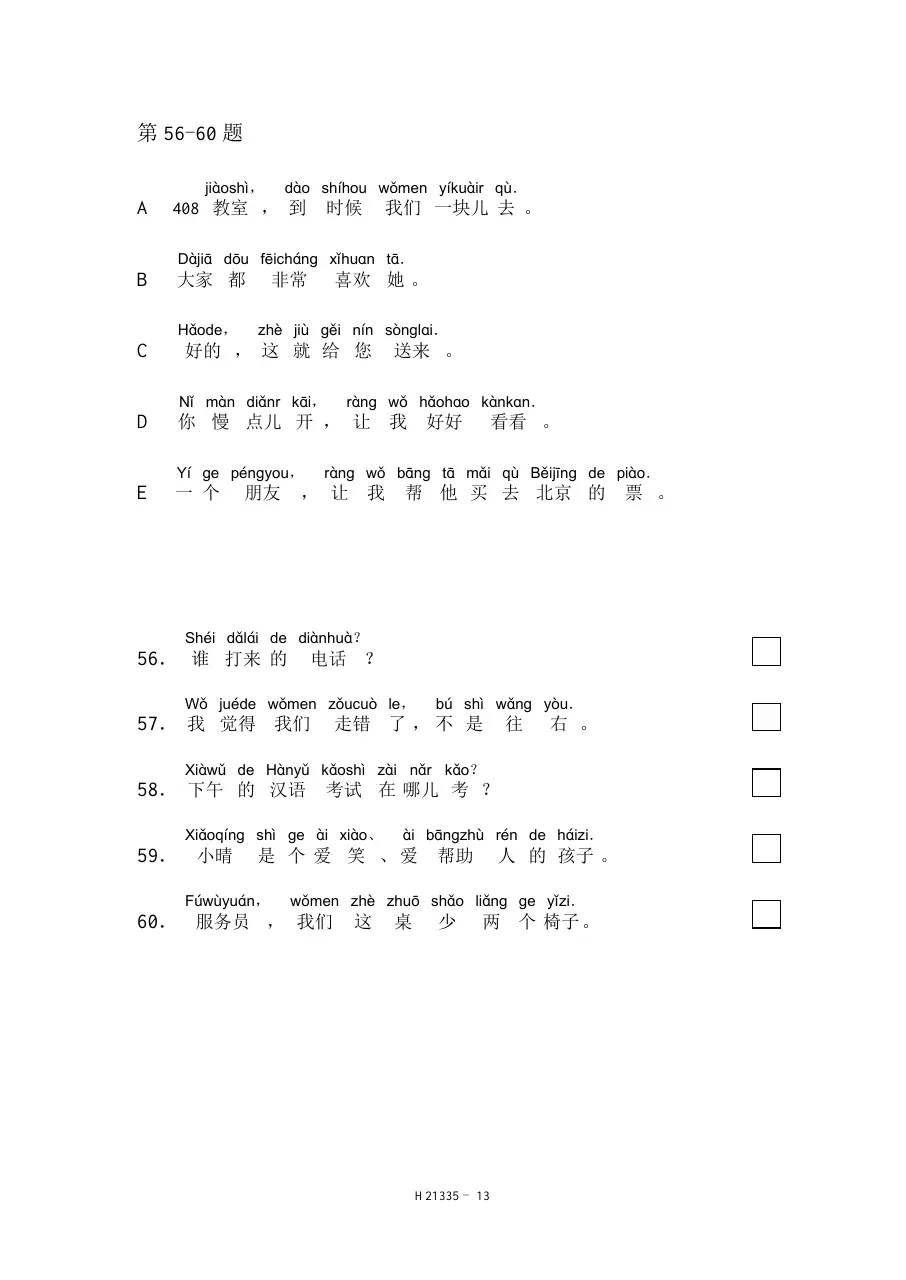 第 56-60 题
jiàoshì， dào shíhou wǒmen yíkuàir qù.
A 408 教室 ， 到 时候 我们 一块儿 去 。
Dàjiā dōu fēicháng xǐhuan tā.
B 大家 都 非常 喜欢 她 。
Hǎode， zhè jiù gěi nín sònglai.
C 好的 ， 这 就 给 您 送来 。
Nǐ màn diǎnr kāi， ràng wǒ hǎohao kànkan.
D 你 慢 点儿 开 ， 让 我 好好 看看 。
Yí ge péngyou， ràng wǒ bāng tā mǎi qù Běijīng de piào.
E 一 个 朋友 ， 让 我 帮 他 买 去 北京 的 票 。
Shéi dǎlái de diànhuà？
56. 谁 打来 的 电话 ？
Wǒ juéde wǒmen zǒucuò le， bú shì wǎng yòu.
57. 我 觉得 我们 走错 了 ， 不 是 往 右 。
Xiàwǔ de Hànyǔ kǎoshì zài nǎr kǎo？
58. 下午 的 汉语 考试 在 哪儿 考 ？
Xiǎoqíng shì ge ài xiào、 ài bāngzhù rén de háizi.
59. 小晴 是 个 爱 笑 、 爱 帮助 人 的 孩子 。
Fúwùyuán， wǒmen zhè zhuō shǎo liǎng ge yǐzi.
60. 服务员 ， 我们 这 桌 少 两 个 椅子 。
H21335 - 13